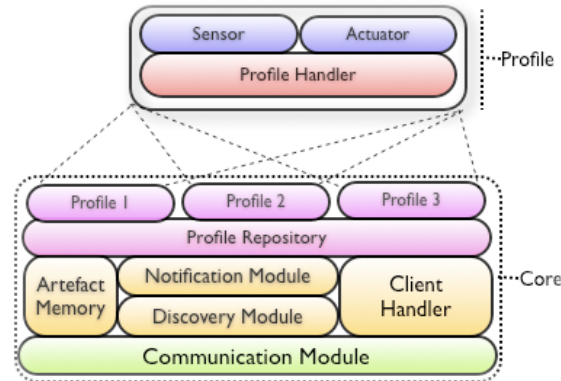 Sensor
Actuator
Profile Handler
Profile
Profile 1
Profile 2
Profile 3
Profile Repository
Artefact
Memory
Notification Module
Discovery Module
Client
Handler
Core
Communication Module